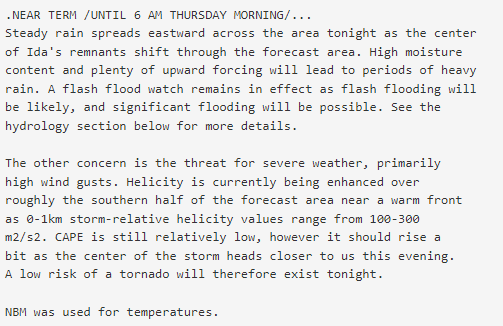 .NEAR TERM /UNTIL 6 AM THURSDAY MORNING/...
Steady rain spreads eastward across the area tonight as the center
of Ida's remnants shift through the forecast area. High moisture
content and plenty of upward forcing will lead to periods of heavy
rain. A flash flood watch remains in effect as flash flooding will
be likely, and significant flooding will be possible. See the
hydrology section below for more details.

The other concern is the threat for severe weather, primarily
high wind gusts. Helicity is currently being enhanced over
roughly the southern half of the forecast area near a warm front
as 0-1km storm-relative helicity values range from 100-300
m2/s2. CAPE is still relatively low, however it should rise a
bit as the center of the storm heads closer to us this evening.
A low risk of a tornado will therefore exist tonight.

NBM was used for temperatures.